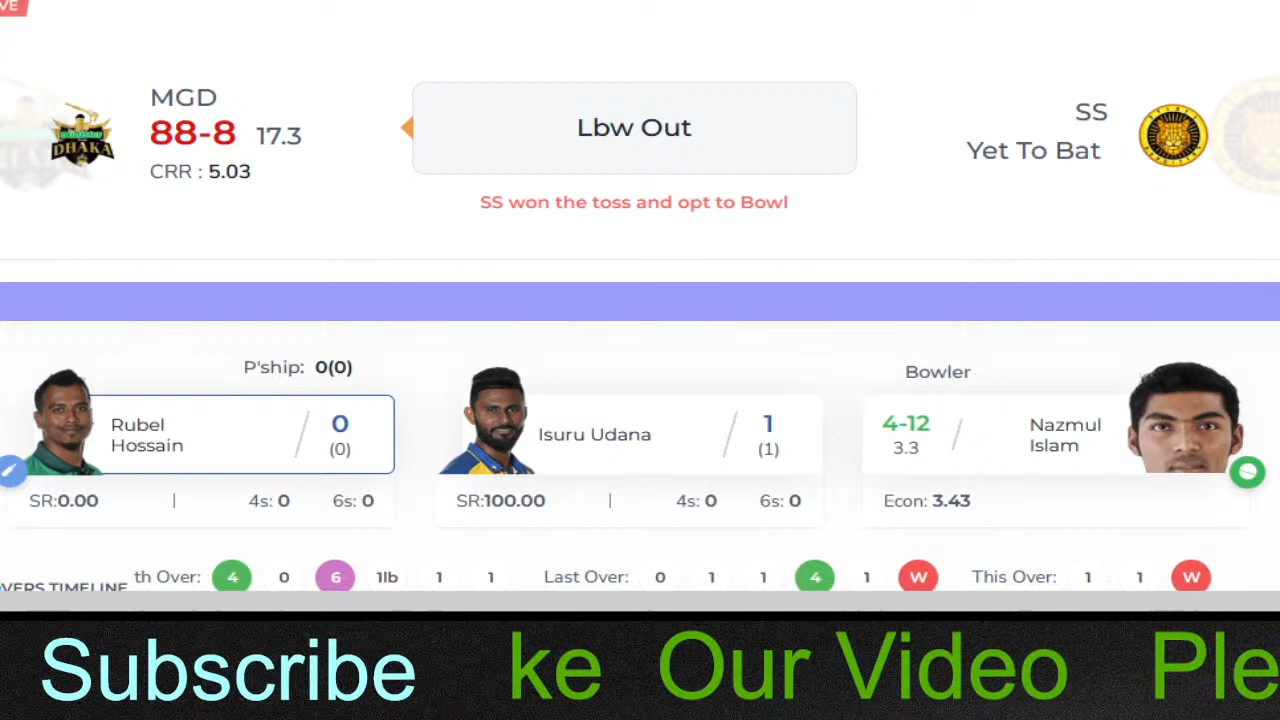 VE
MGD
88-8 17.3
CRR : 5.03
DHAKA
Lbw Out
SS won the toss and opt to Bowl
SS
Yet To Bat
P'ship: 0(0)
Rubel
Hossain
0
(0)
SR:0.00 | 4s: 0 6s: 0
Isuru Udana
1
(1)
SR:100.00 | 4s: 0 6s: 0
Bowler
4-12
3.3
Nazmul
Islam
Econ: 3.43
OVERS TIMELINE
th Over: 4 0 6 1lb 1 1 Last Over: 0 1 1 4 1 W This Over: 1 1 W
Subscribe ke Our Video Ple